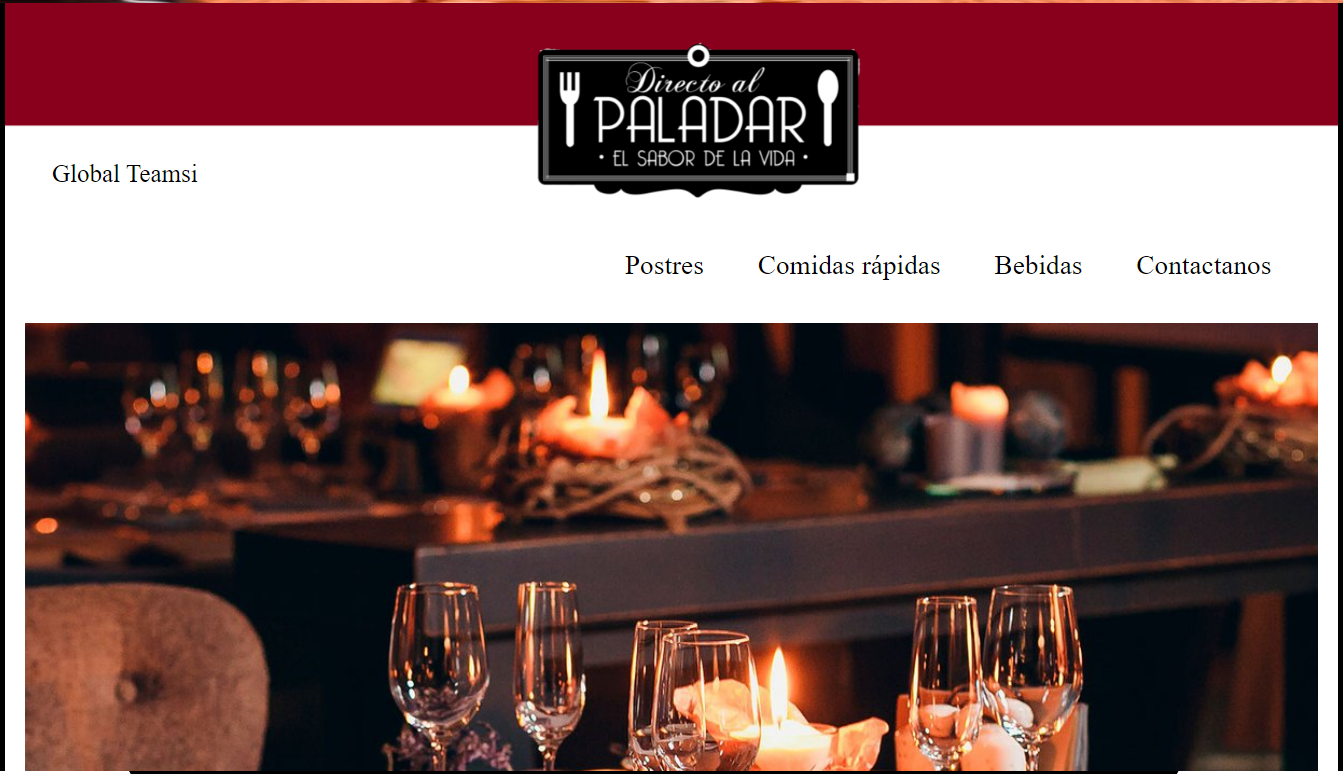 Directo al
PALADAR
• EL SABOR DE LA VIDA •
Global Teamsi
Postres Comidas rápidas Bebidas Contactanos